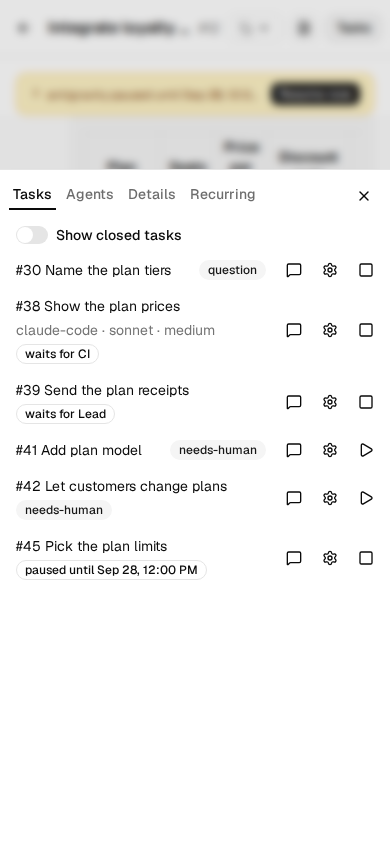 Tasks
Tasks Agents Details Recurring
Show closed tasks
#30 Name the plan tiers question
#38 Show the plan prices
claude-code · sonnet · medium
waits for CI
#39 Send the plan receipts
waits for Lead
#41 Add plan model needs-human
#42 Let customers change plans
needs-human
#45 Pick the plan limits
paused until Sep 28, 12:00 PM